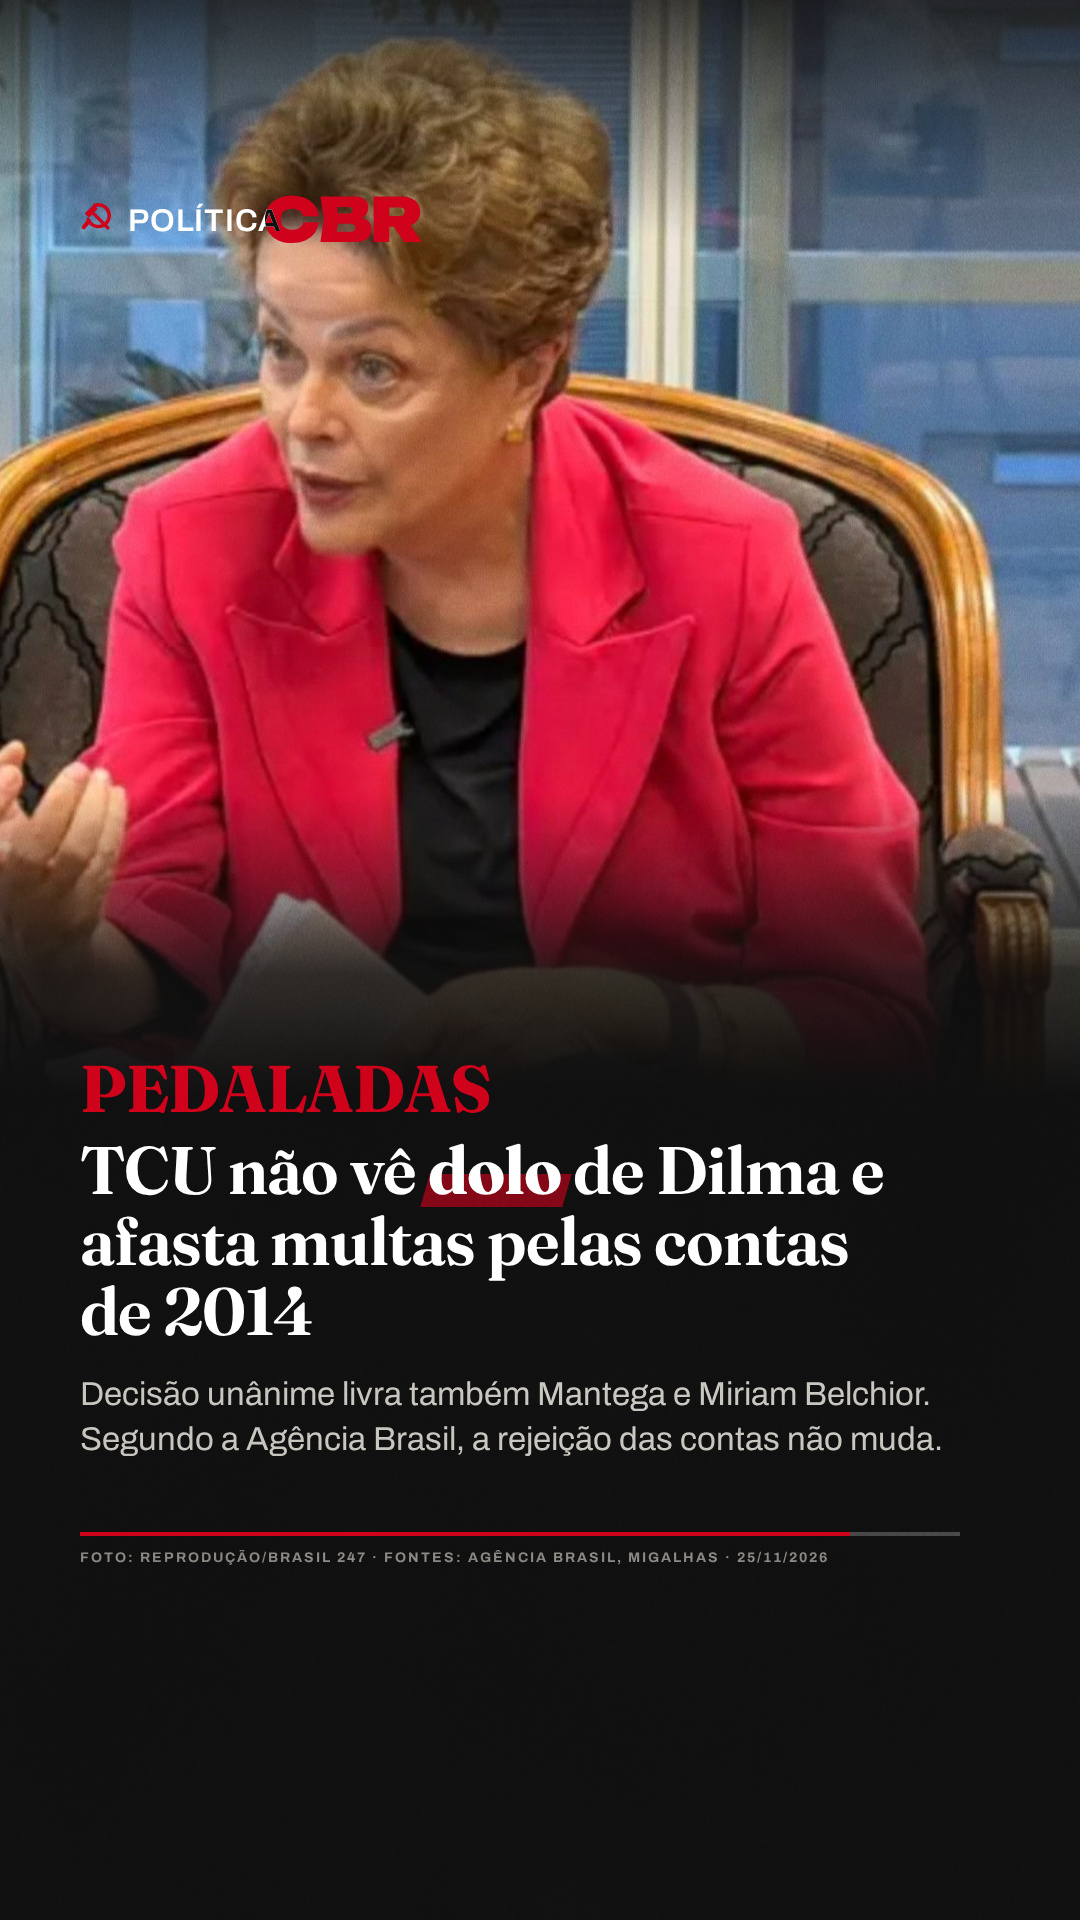 POLÍTICA CBR
PEDALADAS
TCU não vê dolo de Dilma e
afasta multas pelas contas
de 2014
Decisão unânime livra também Mantega e Miriam Belchior.
Segundo a Agência Brasil, a rejeição das contas não muda.
FOTO: REPRODUÇÃO/BRASIL 247 · FONTES: AGÊNCIA BRASIL, MIGALHAS · 25/11/2026